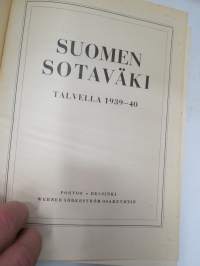 SUOMEN
SOTAVÄKI
TALVELLA 1939–40
PORVOO • HELSINKI
WERNER SÖDERSTRÖM OSAKEYHTIÖ